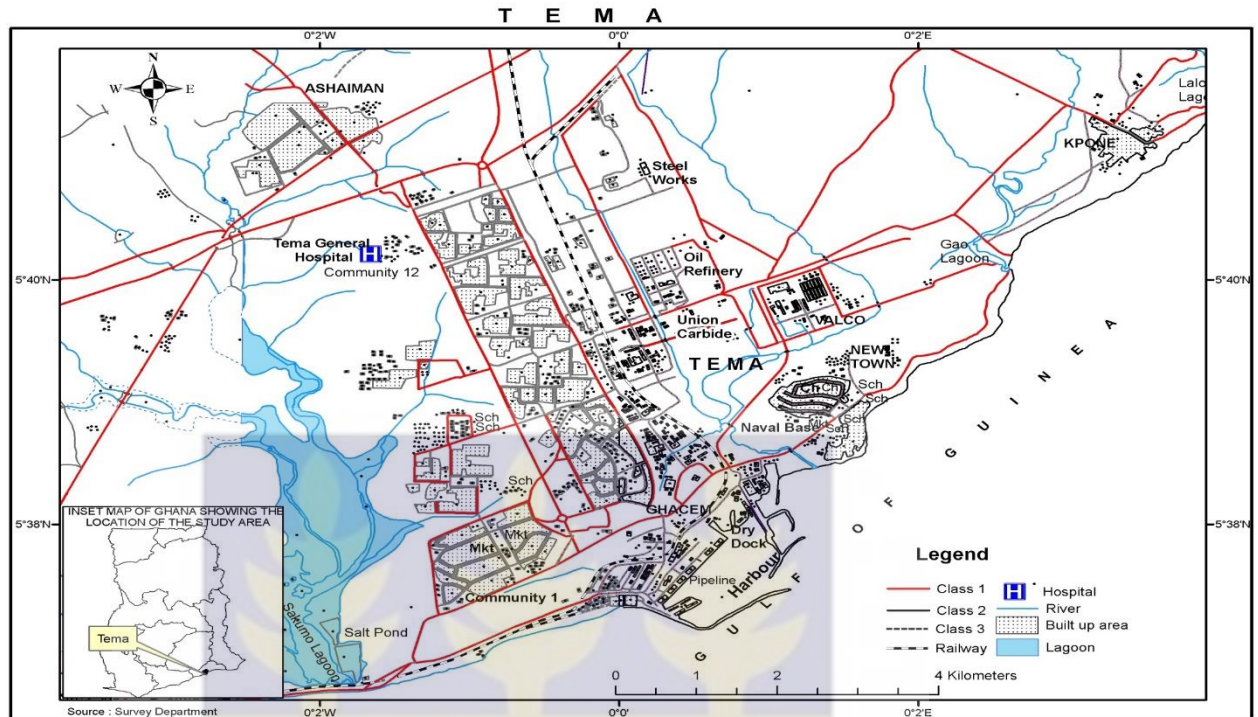 T E M A
0°2'W 0°0' 0°2'E
N
W E
S
ASHAIMAN
Lalo
Lago
KPONE
Steel
Works
Tema General
Hospital
H
Community 12
Gao
Lagoon
5°40'N 5°40'N
Oil
Refinery
Union
Carbide
VALCO
TEMA
NEW
TOWN
Ch
Ch
Sch
Sch
Mkt
Sch
Sch
Naval Base
Sch
Sch
Sch
GULF OF GUINEA
5°38'N 5°38'N
GHACEM
Dry
Dock
Harbour
Pipeline
Mkt
Mkt
Community 1
Salt Pond
Sakumo Lagoon
INSET MAP OF GHANA SHOWING THE
LOCATION OF THE STUDY AREA
Tema
Legend
Class 1
Class 2
Class 3
Railway
H Hospital
River
Built up area
Lagoon
0 1 2 4 Kilometers
Source : Survey Department
0°2'W 0°0' 0°2'E